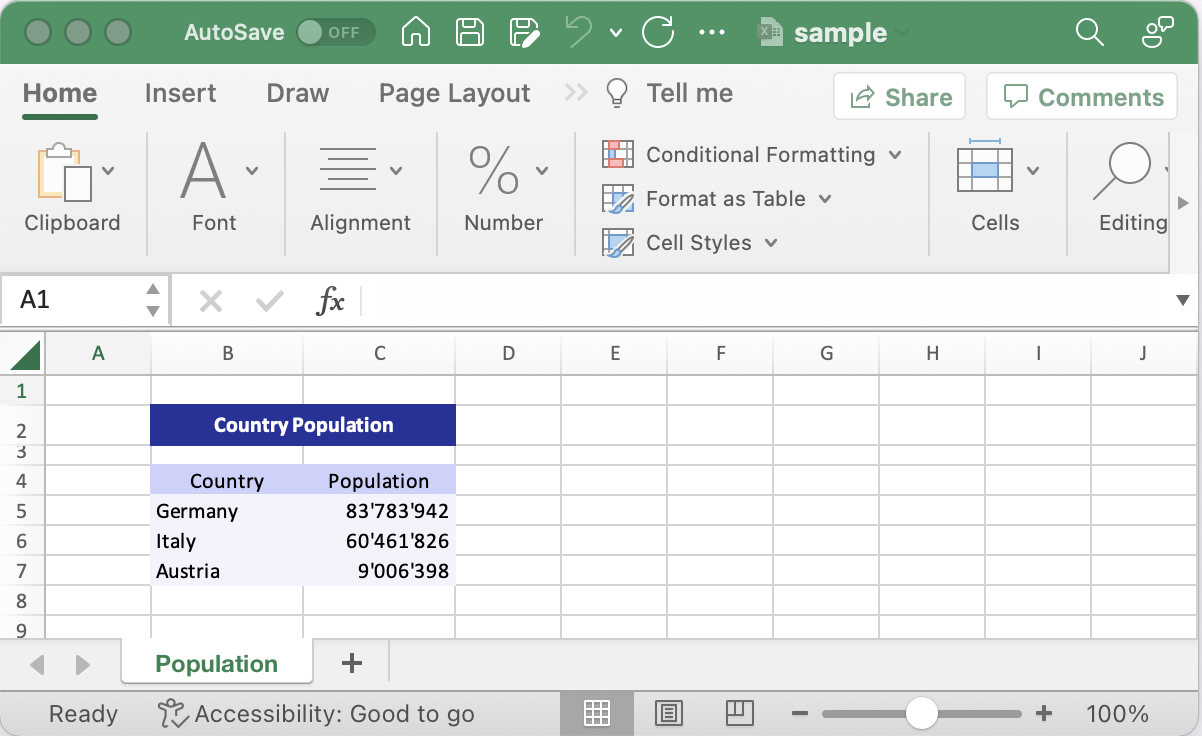 AutoSave OFF sample
Home Insert Draw Page Layout Tell me Share Comments
Conditional Formatting
Format as Table
Cell Styles
Clipboard Font Alignment Number Cells Editing
A1 fx
A B C D E F G H I J
1
2 Country Population
3
4 Country Population
5 Germany 83'783'942
6 Italy 60'461'826
7 Austria 9'006'398
8
9
Population +
Ready Accessibility: Good to go 100%